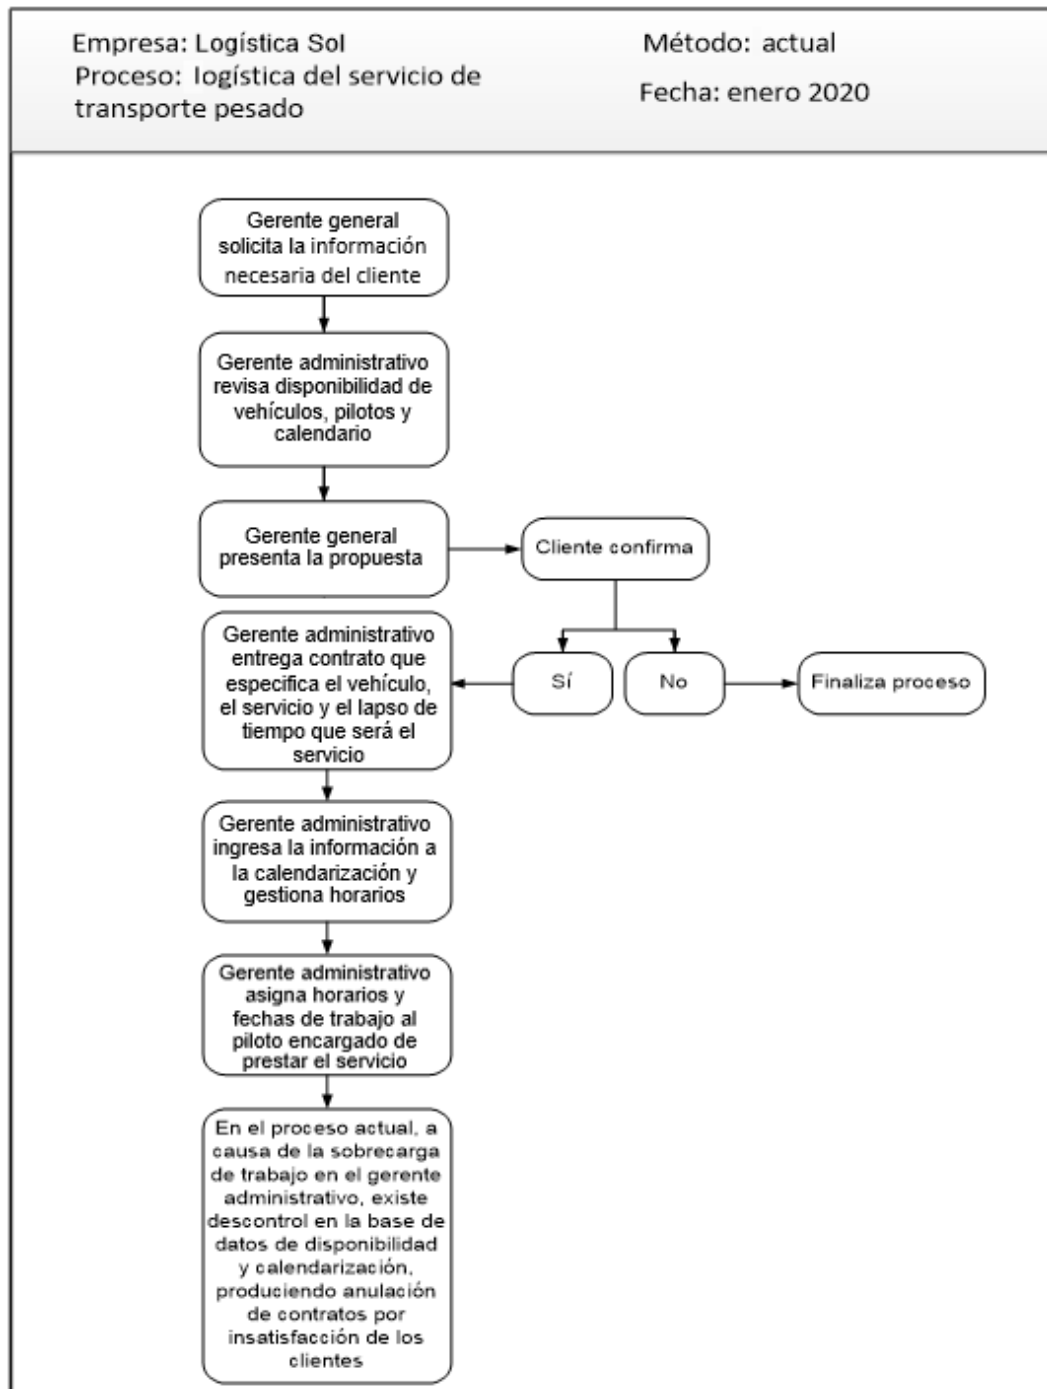 Empresa: Logística Sol
Proceso: logística del servicio de
transporte pesado
Método: actual
Fecha: enero 2020
Gerente general
solicita la información
necesaria del cliente
Gerente administrativo
revisa disponibilidad de
vehículos, pilotos y
calendario
Gerente general
presenta la propuesta
Cliente confirma
Sí
No
Finaliza proceso
Gerente administrativo
entrega contrato que
especifica el vehículo,
el servicio y el lapso de
tiempo que será el
servicio
Gerente administrativo
ingresa la información a
la calendarización y
gestiona horarios
Gerente administrativo
asigna horarios y
fechas de trabajo al
piloto encargado de
prestar el servicio
En el proceso actual, a
causa de la sobrecarga
de trabajo en el gerente
administrativo, existe
descontrol en la base de
datos de disponibilidad
y calendarización,
produciendo anulación
de contratos por
insatisfacción de los
clientes